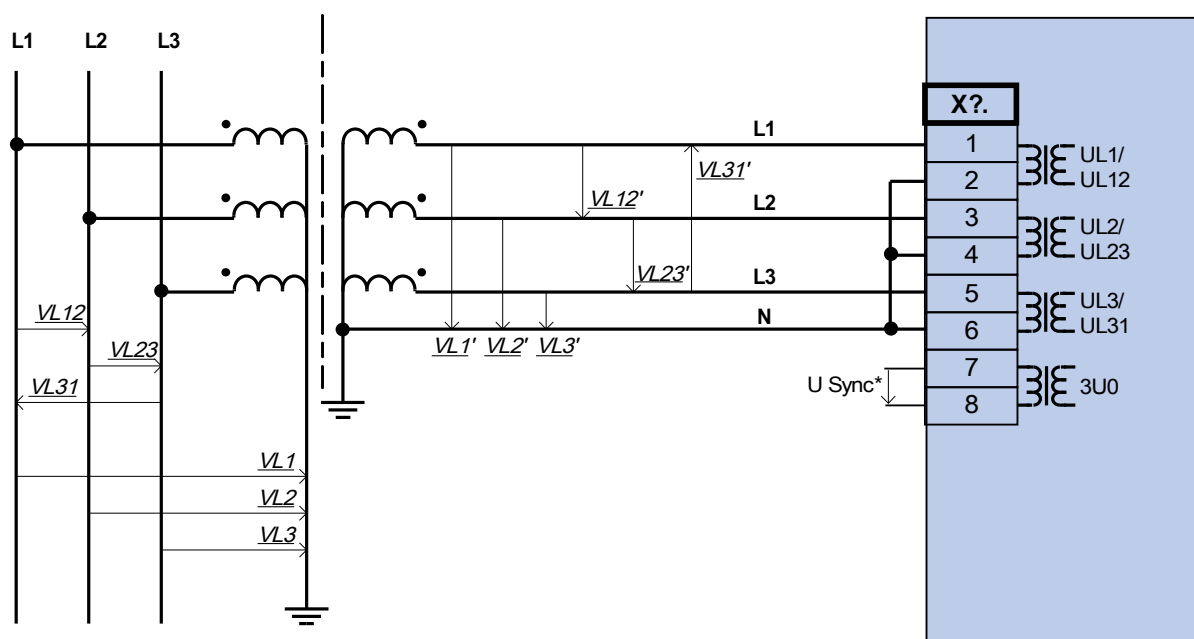 L1 L2 L3
X?.
L1
1
UL1/
UL12
VL31'
2
VL12'
L2
3
UL2/
UL23
4
VL23'
L3
5
UL3/
UL31
VL12
N
6
VL1' VL2' VL3'
VL23
7
U Sync*
3U0
VL31
8
VL1
VL2
VL3